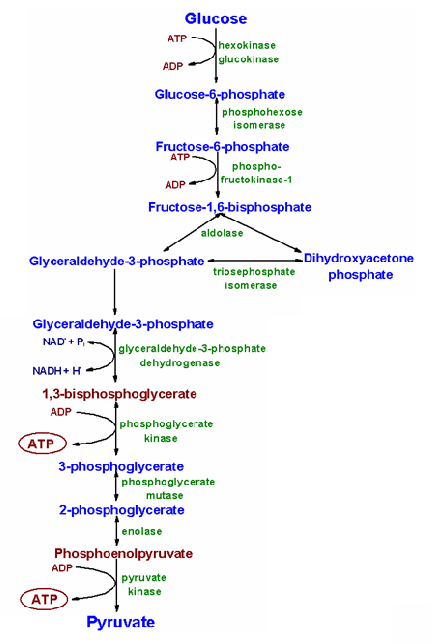 Glucose
ATP
hexokinase
glucokinase
ADP
Glucose-6-phosphate
phosphohexose
isomerase
Fructose-6-phosphate
ATP
phospho-
fructokinase-1
ADP
Fructose-1,6-bisphosphate
aldolase
Glyceraldehyde-3-phosphate
Dihydroxyacetone
phosphate
triosephosphate
isomerase
Glyceraldehyde-3-phosphate
NAD⁺ + Pᵢ
glyceraldehyde-3-phosphate
dehydrogenase
NADH + H⁺
1,3-bisphosphoglycerate
ADP
phosphoglycerate
kinase
ATP
3-phosphoglycerate
phosphoglycerate
mutase
2-phosphoglycerate
enolase
Phosphoenolpyruvate
ADP
pyruvate
kinase
ATP
Pyruvate